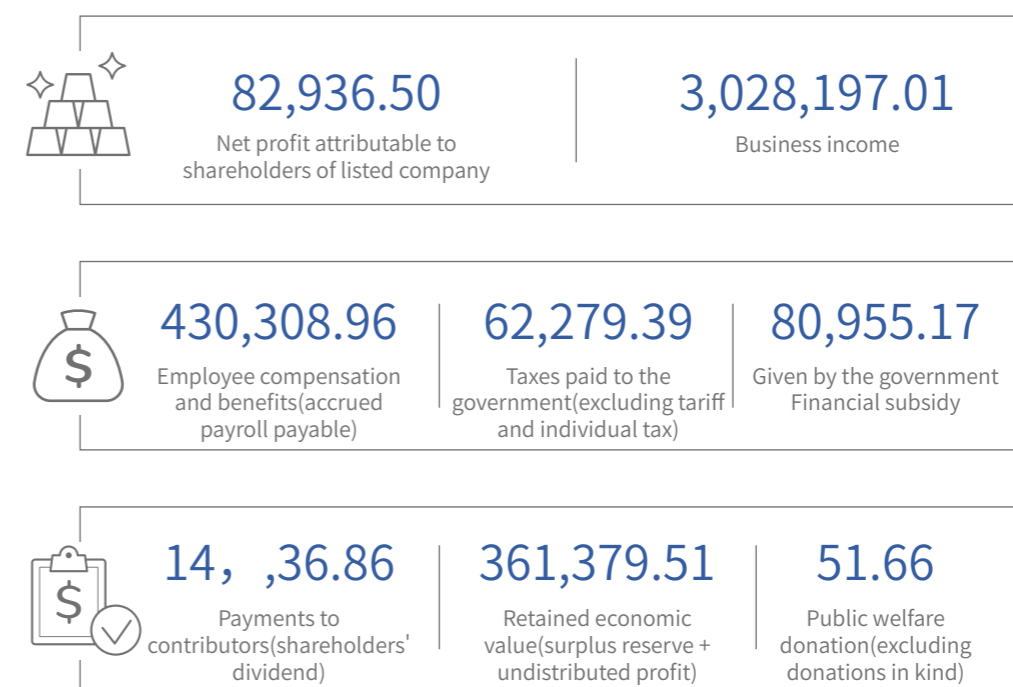 82,936.50
Net profit attributable to
shareholders of listed company
3,028,197.01
Business income
$
430,308.96
Employee compensation
and benefits(accrued
payroll payable)
62,279.39
Taxes paid to the
government(excluding tariff
and individual tax)
80,955.17
Given by the government
Financial subsidy
$
14， ,36.86
Payments to
contributors(shareholders'
dividend)
361,379.51
Retained economic
value(surplus reserve +
undistributed profit)
51.66
Public welfare
donation(excluding
donations in kind)